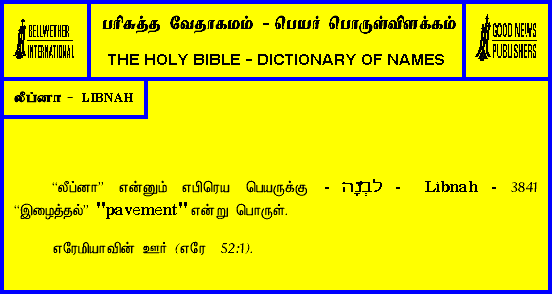 BELLWETHER
INTERNATIONAL
பரிசுத்த வேதாகமம் - பெயர் பொருள்விளக்கம்
THE HOLY BIBLE - DICTIONARY OF NAMES
GOOD NEWS
PUBLISHERS
லீப்னா - LIBNAH
“லீப்னா” என்னும் எபிரெய பெயருக்கு - לִבְנָה - Libnah - 3841
“இழைத்தல்” "pavement" என்று பொருள்.
எரேமியாவின் ஊர் (எரே 52:1).